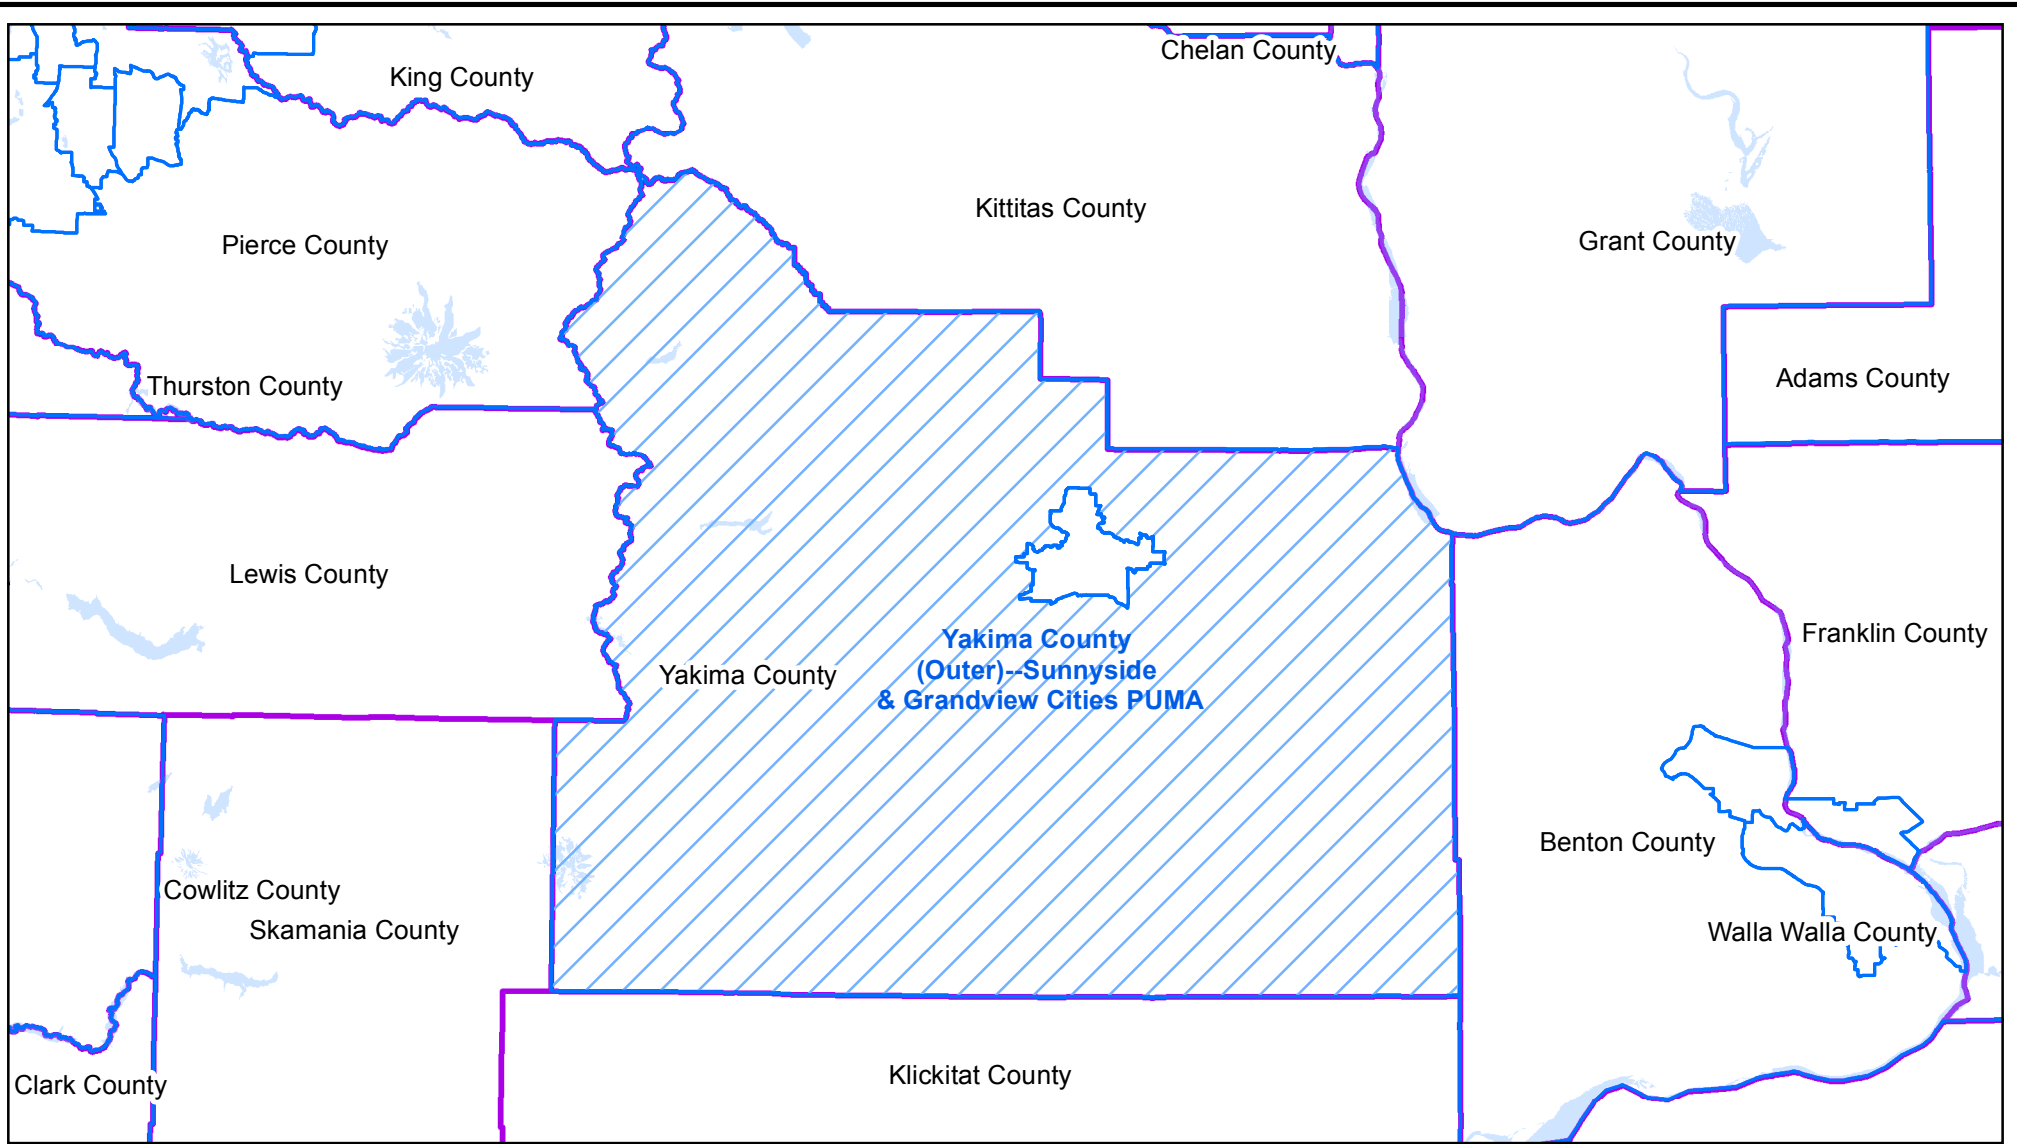 Chelan County
King County
Kittitas County
Grant County
Pierce County
Adams County
Thurston County
Lewis County
Franklin County
Yakima County
(Outer)--Sunnyside
& Grandview Cities PUMA
Yakima County
Benton County
Cowlitz County
Skamania County
Walla Walla County
Klickitat County
Clark County